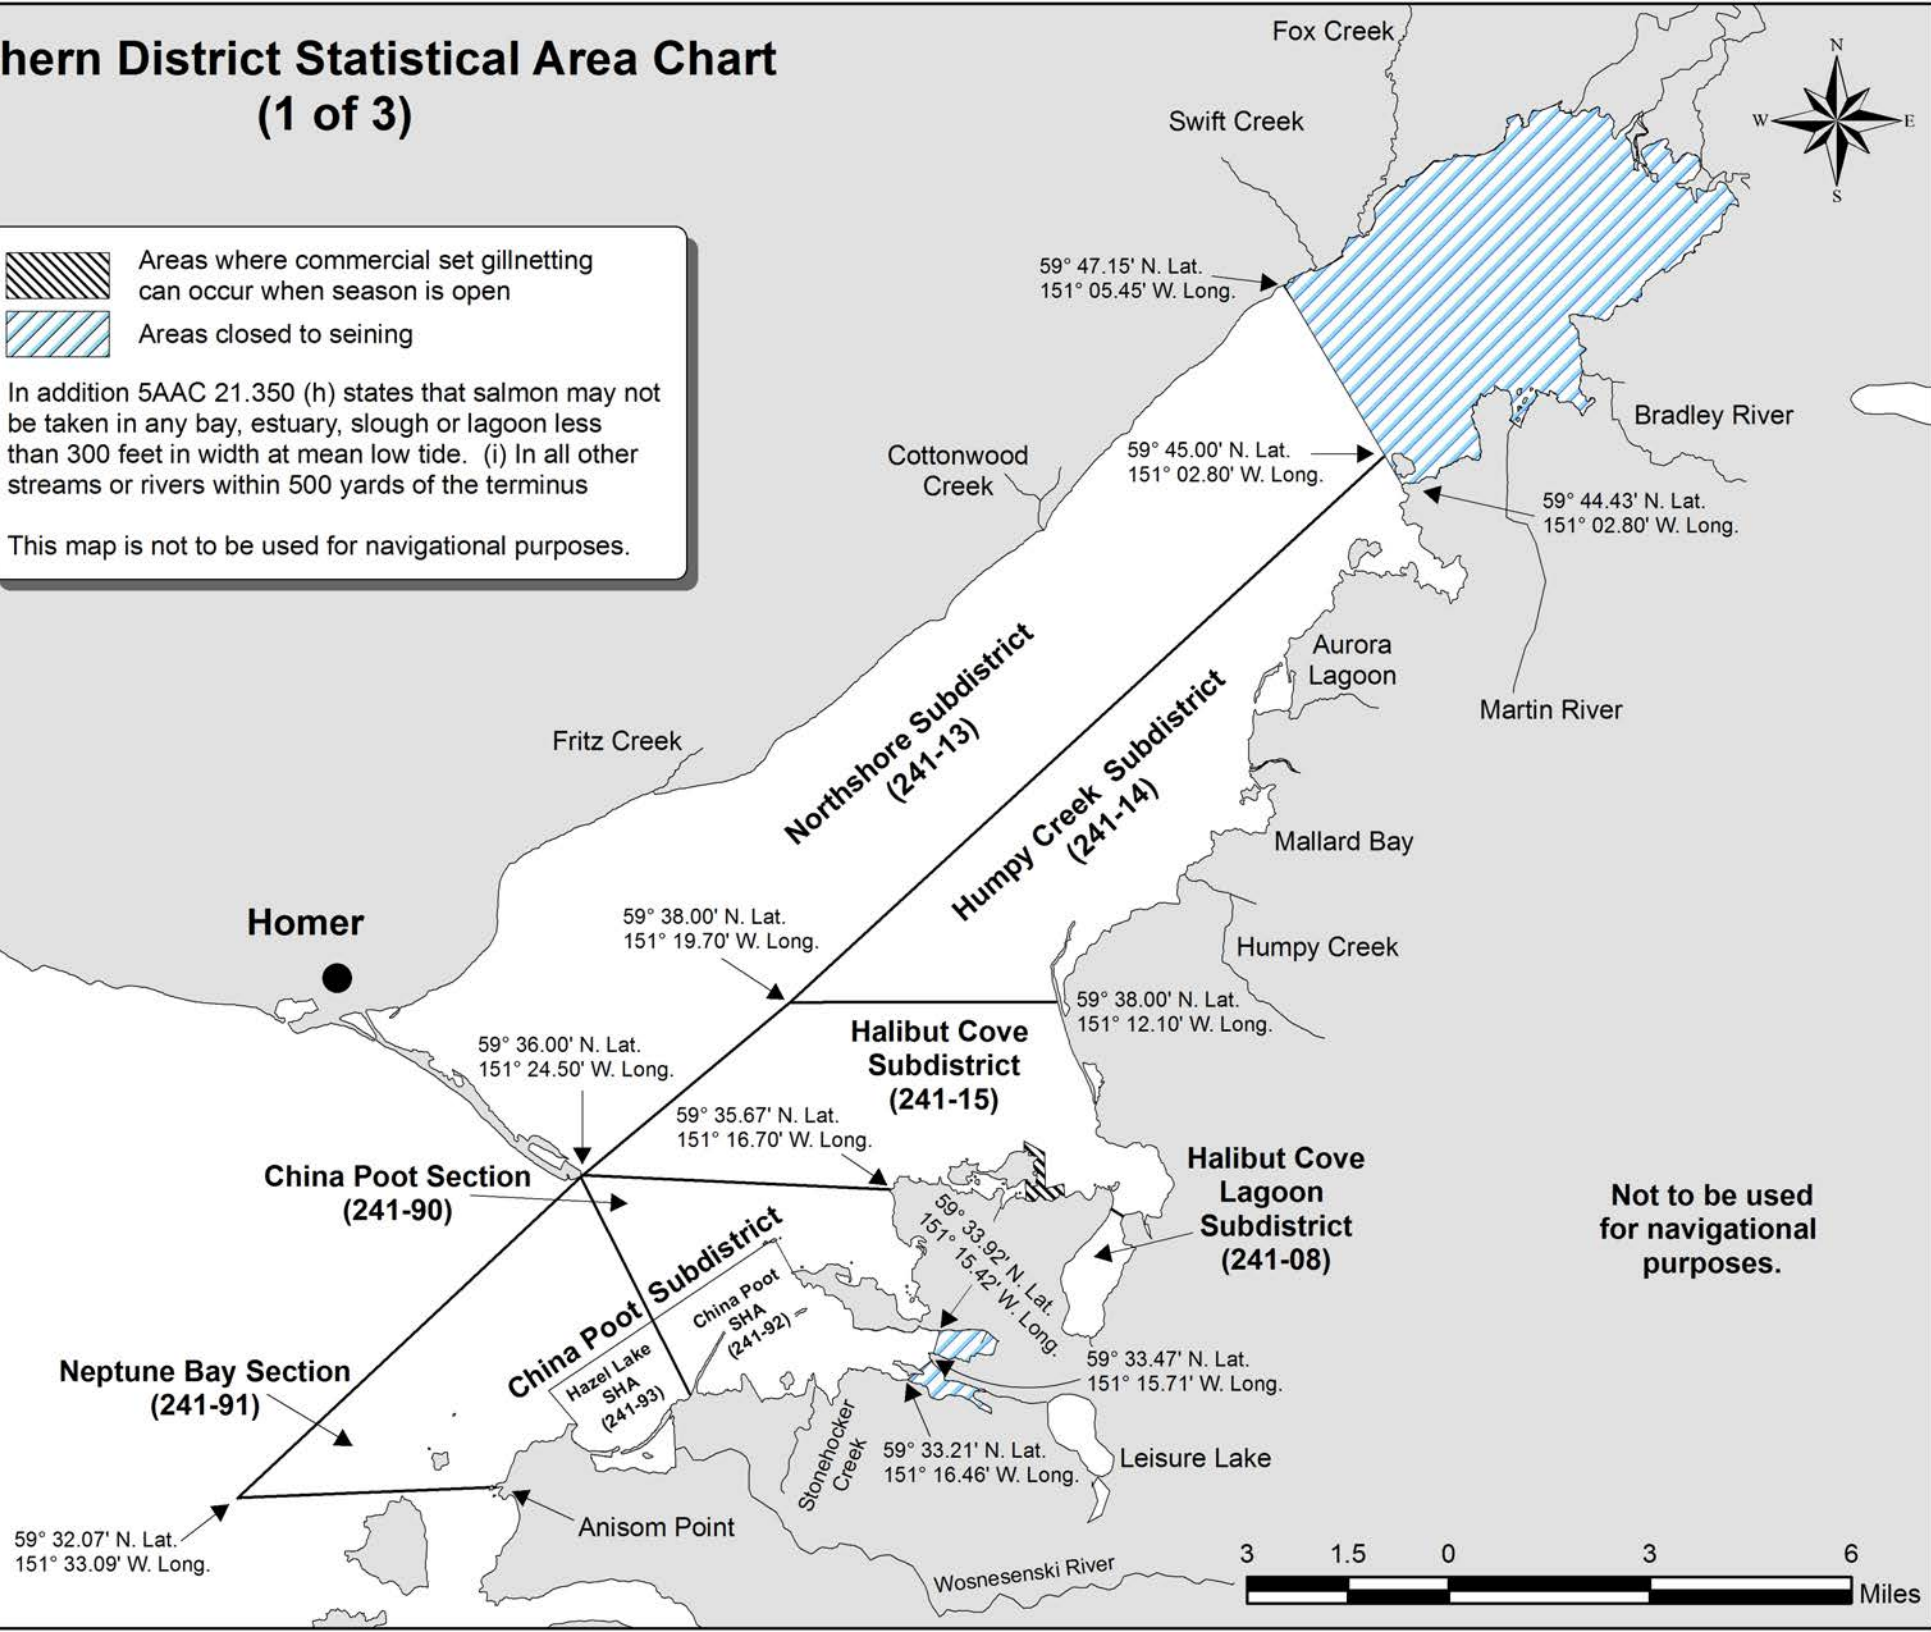 hern District Statistical Area Chart
(1 of 3)
Areas where commercial set gillnetting
can occur when season is open
Areas closed to seining
In addition 5AAC 21.350 (h) states that salmon may not
be taken in any bay, estuary, slough or lagoon less
than 300 feet in width at mean low tide. (i) In all other
streams or rivers within 500 yards of the terminus
This map is not to be used for navigational purposes.
Fox Creek
Swift Creek
N
W
E
S
59° 47.15' N. Lat.
151° 05.45' W. Long.
Bradley River
Cottonwood
Creek
59° 45.00' N. Lat.
151° 02.80' W. Long.
59° 44.43' N. Lat.
151° 02.80' W. Long.
Aurora
Lagoon
Martin River
Northshore Subdistrict
(241-13)
Fritz Creek
Humpy Creek Subdistrict
(241-14)
Mallard Bay
Homer
59° 38.00' N. Lat.
151° 19.70' W. Long.
Humpy Creek
59° 38.00' N. Lat.
151° 12.10' W. Long.
Halibut Cove
Subdistrict
(241-15)
59° 36.00' N. Lat.
151° 24.50' W. Long.
59° 35.67' N. Lat.
151° 16.70' W. Long.
China Poot Section
(241-90)
Halibut Cove
Lagoon
Subdistrict
(241-08)
Not to be used
for navigational
purposes.
59° 33.92' N. Lat.
151° 15.42' W. Long.
China Poot Subdistrict
China Poot
SHA
(241-92)
Hazel Lake
SHA
(241-93)
Neptune Bay Section
(241-91)
59° 33.47' N. Lat.
151° 15.71' W. Long.
Stonehocker
Creek
59° 33.21' N. Lat.
151° 16.46' W. Long.
Leisure Lake
Anisom Point
59° 32.07' N. Lat.
151° 33.09' W. Long.
Wosnesenski River
3 1.5 0 3 6
Miles